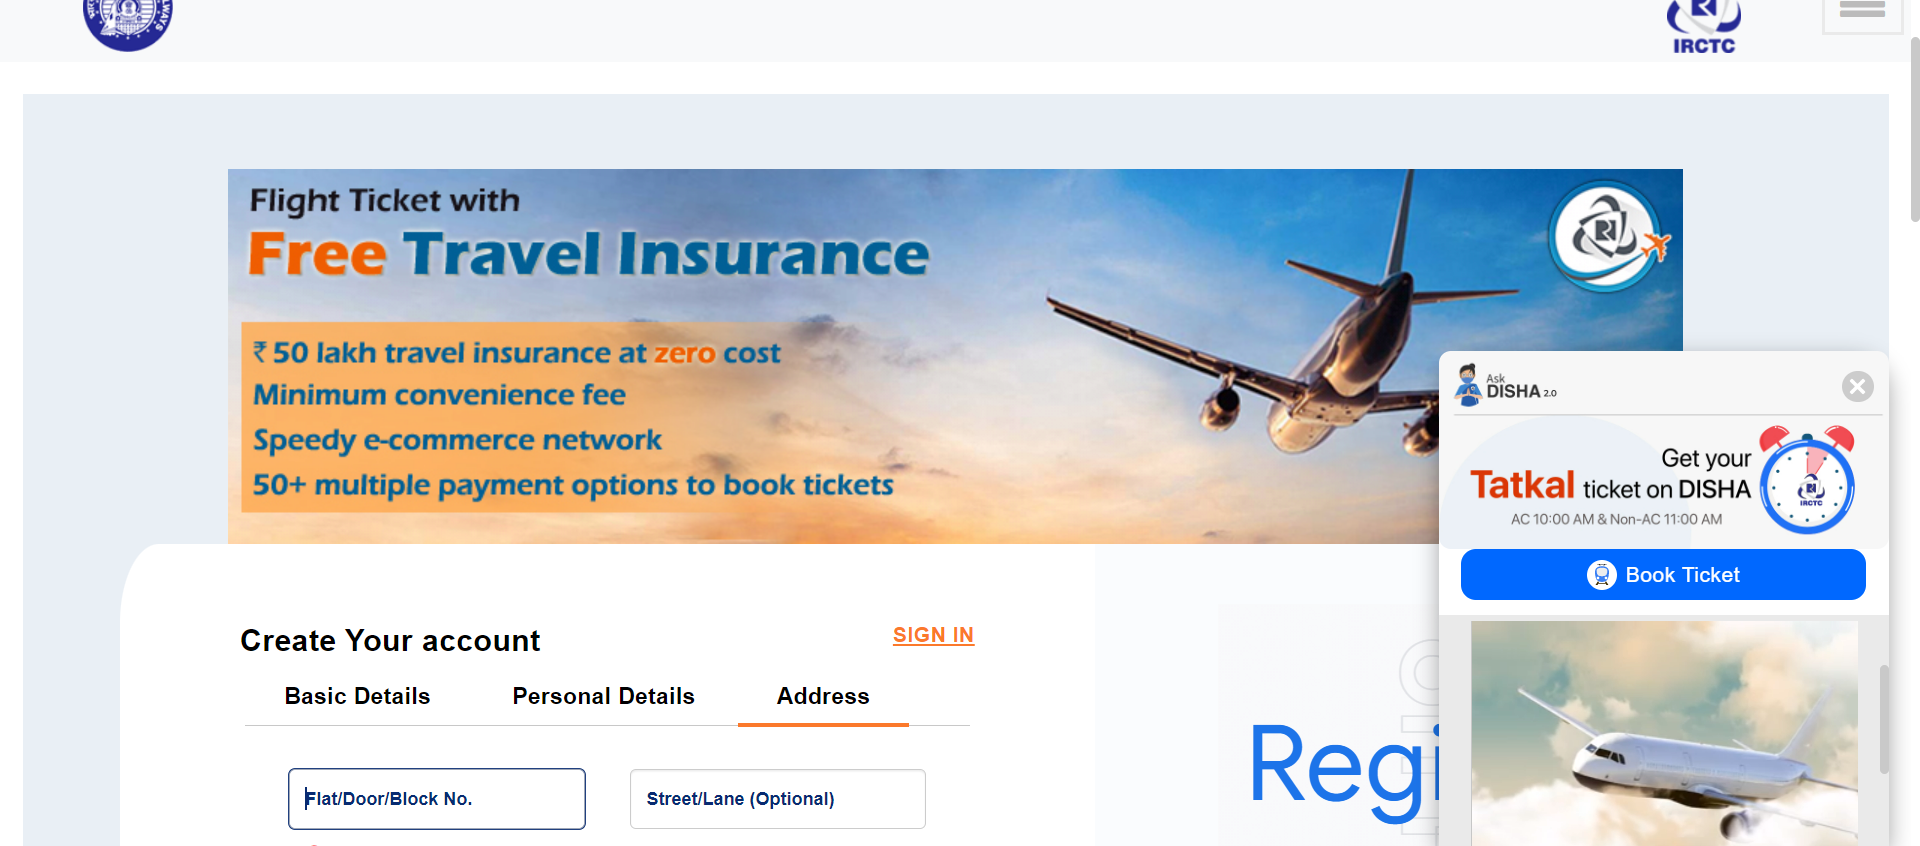 IRCTC
Flight Ticket with
Free Travel Insurance
₹ 50 lakh travel insurance at zero cost
Minimum convenience fee
Speedy e-commerce network
50+ multiple payment options to book tickets
Ask
DISHA 2.0
Get your
Tatkal ticket on DISHA
AC 10:00 AM & Non-AC 11:00 AM
IRCTC
Book Ticket
Create Your account
SIGN IN
Basic Details
Personal Details
Address
Flat/Door/Block No.
Street/Lane (Optional)
Regi